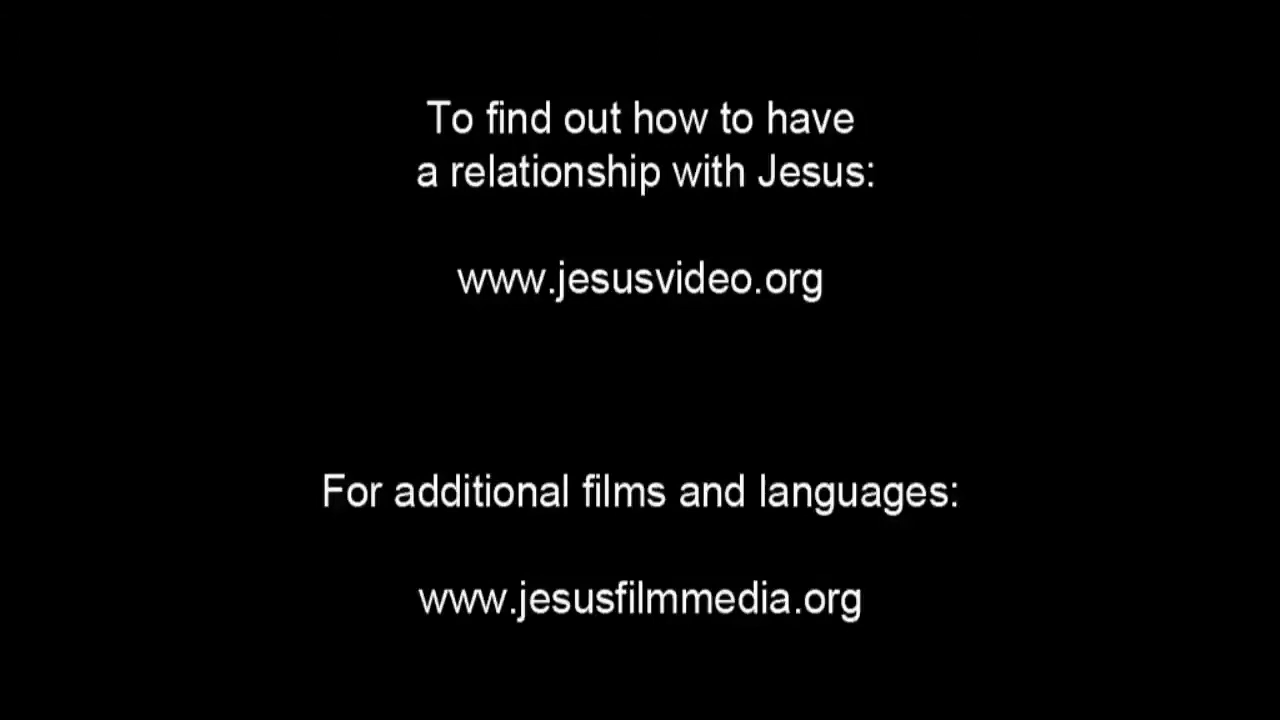 To find out how to have
a relationship with Jesus:
www.jesusvideo.org
For additional films and languages:
www.jesusfilmmedia.org